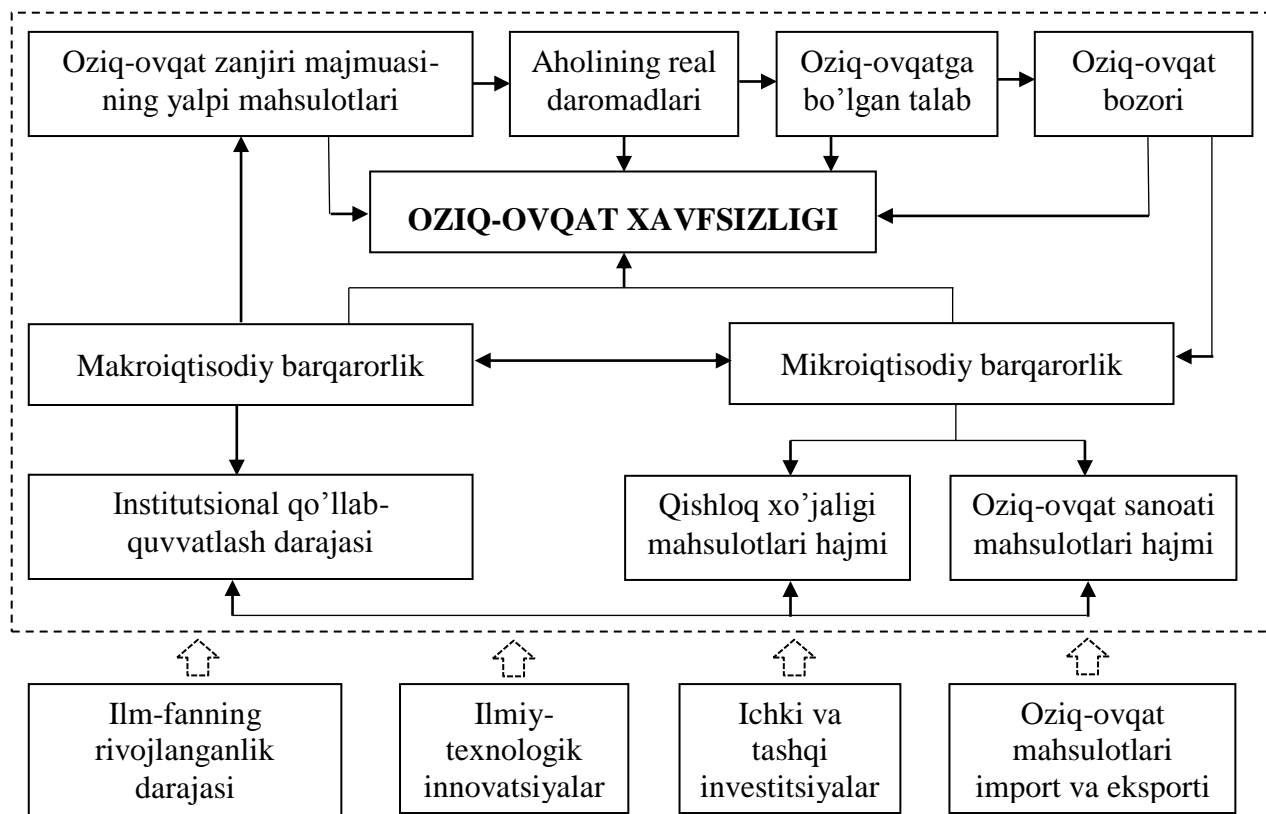 Oziq-ovqat zanjiri majmuasi-
ning yalpi mahsulotlari
Aholining real
daromadlari
Oziq-ovqatga
bo’lgan talab
Oziq-ovqat
bozori
OZIQ-OVQAT XAVFSIZLIGI
Makroiqtisodiy barqarorlik
Mikroiqtisodiy barqarorlik
Institutsional qo’llab-
quvvatlash darajasi
Qishloq xo’jaligi
mahsulotlari hajmi
Oziq-ovqat sanoati
mahsulotlari hajmi
Ilm-fanning
rivojlanganlik
darajasi
Ilmiy-
texnologik
innovatsiyalar
Ichki va
tashqi
investitsiyalar
Oziq-ovqat
mahsulotlari
import va eksporti